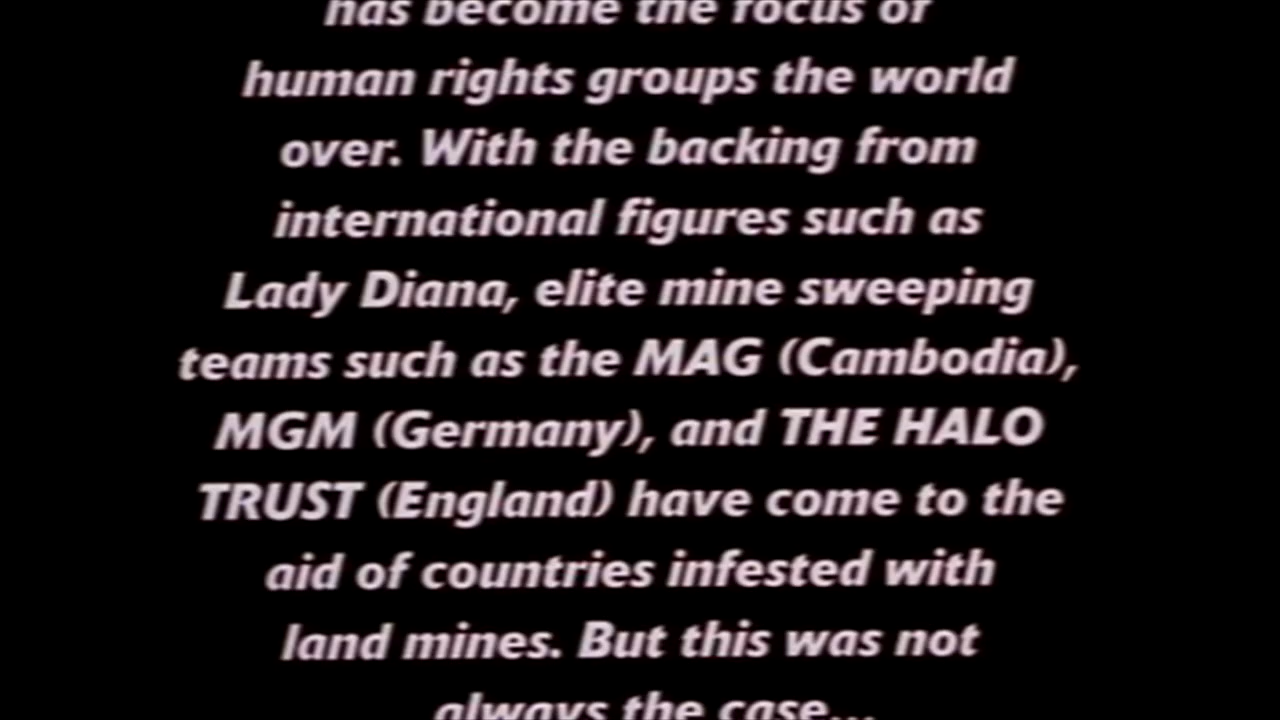 has become the focus of
human rights groups the world
over. With the backing from
international figures such as
Lady Diana, elite mine sweeping
teams such as the MAG (Cambodia),
MGM (Germany), and THE HALO
TRUST (England) have come to the
aid of countries infested with
land mines. But this was not
always the case...